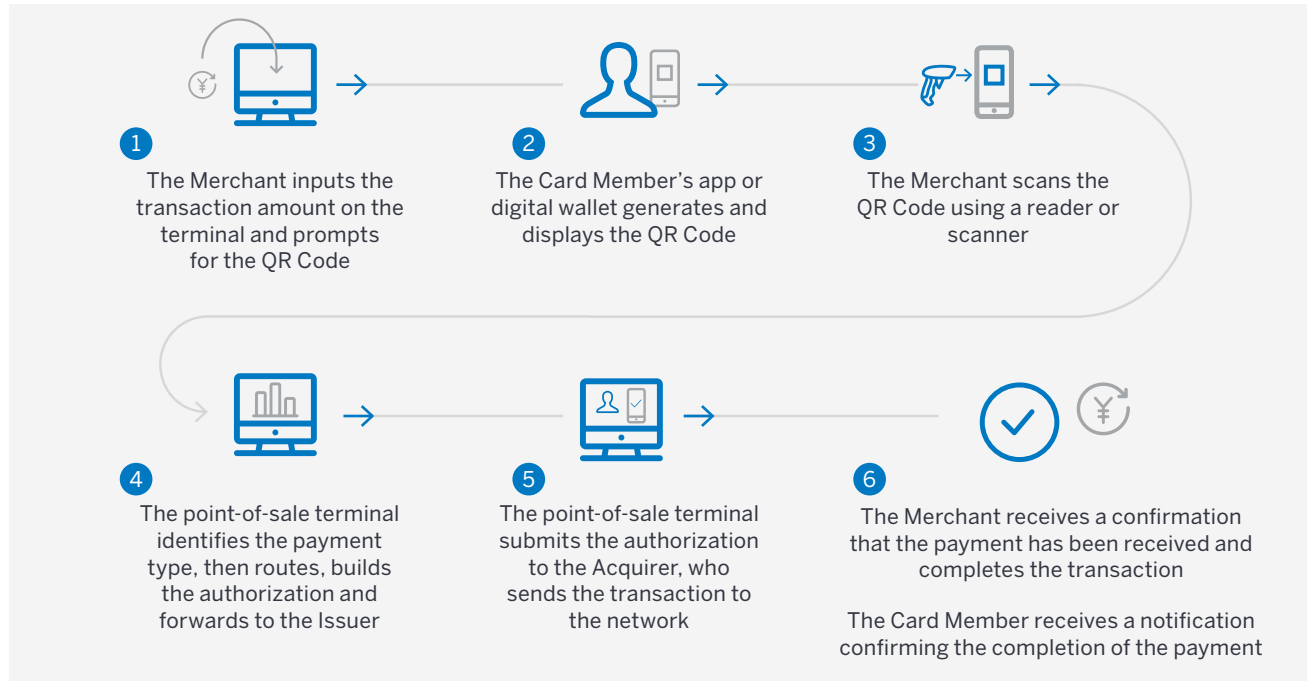 1
The Merchant inputs the
transaction amount on the
terminal and prompts
for the QR Code
2
The Card Member's app or
digital wallet generates and
displays the QR Code
3
The Merchant scans the
QR Code using a reader or
scanner
4
The point-of-sale terminal
identifies the payment
type, then routes, builds
the authorization and
forwards to the Issuer
5
The point-of-sale terminal
submits the authorization
to the Acquirer, who
sends the transaction to
the network
6
The Merchant receives a confirmation
that the payment has been received and
completes the transaction
The Card Member receives a notification
confirming the completion of the payment